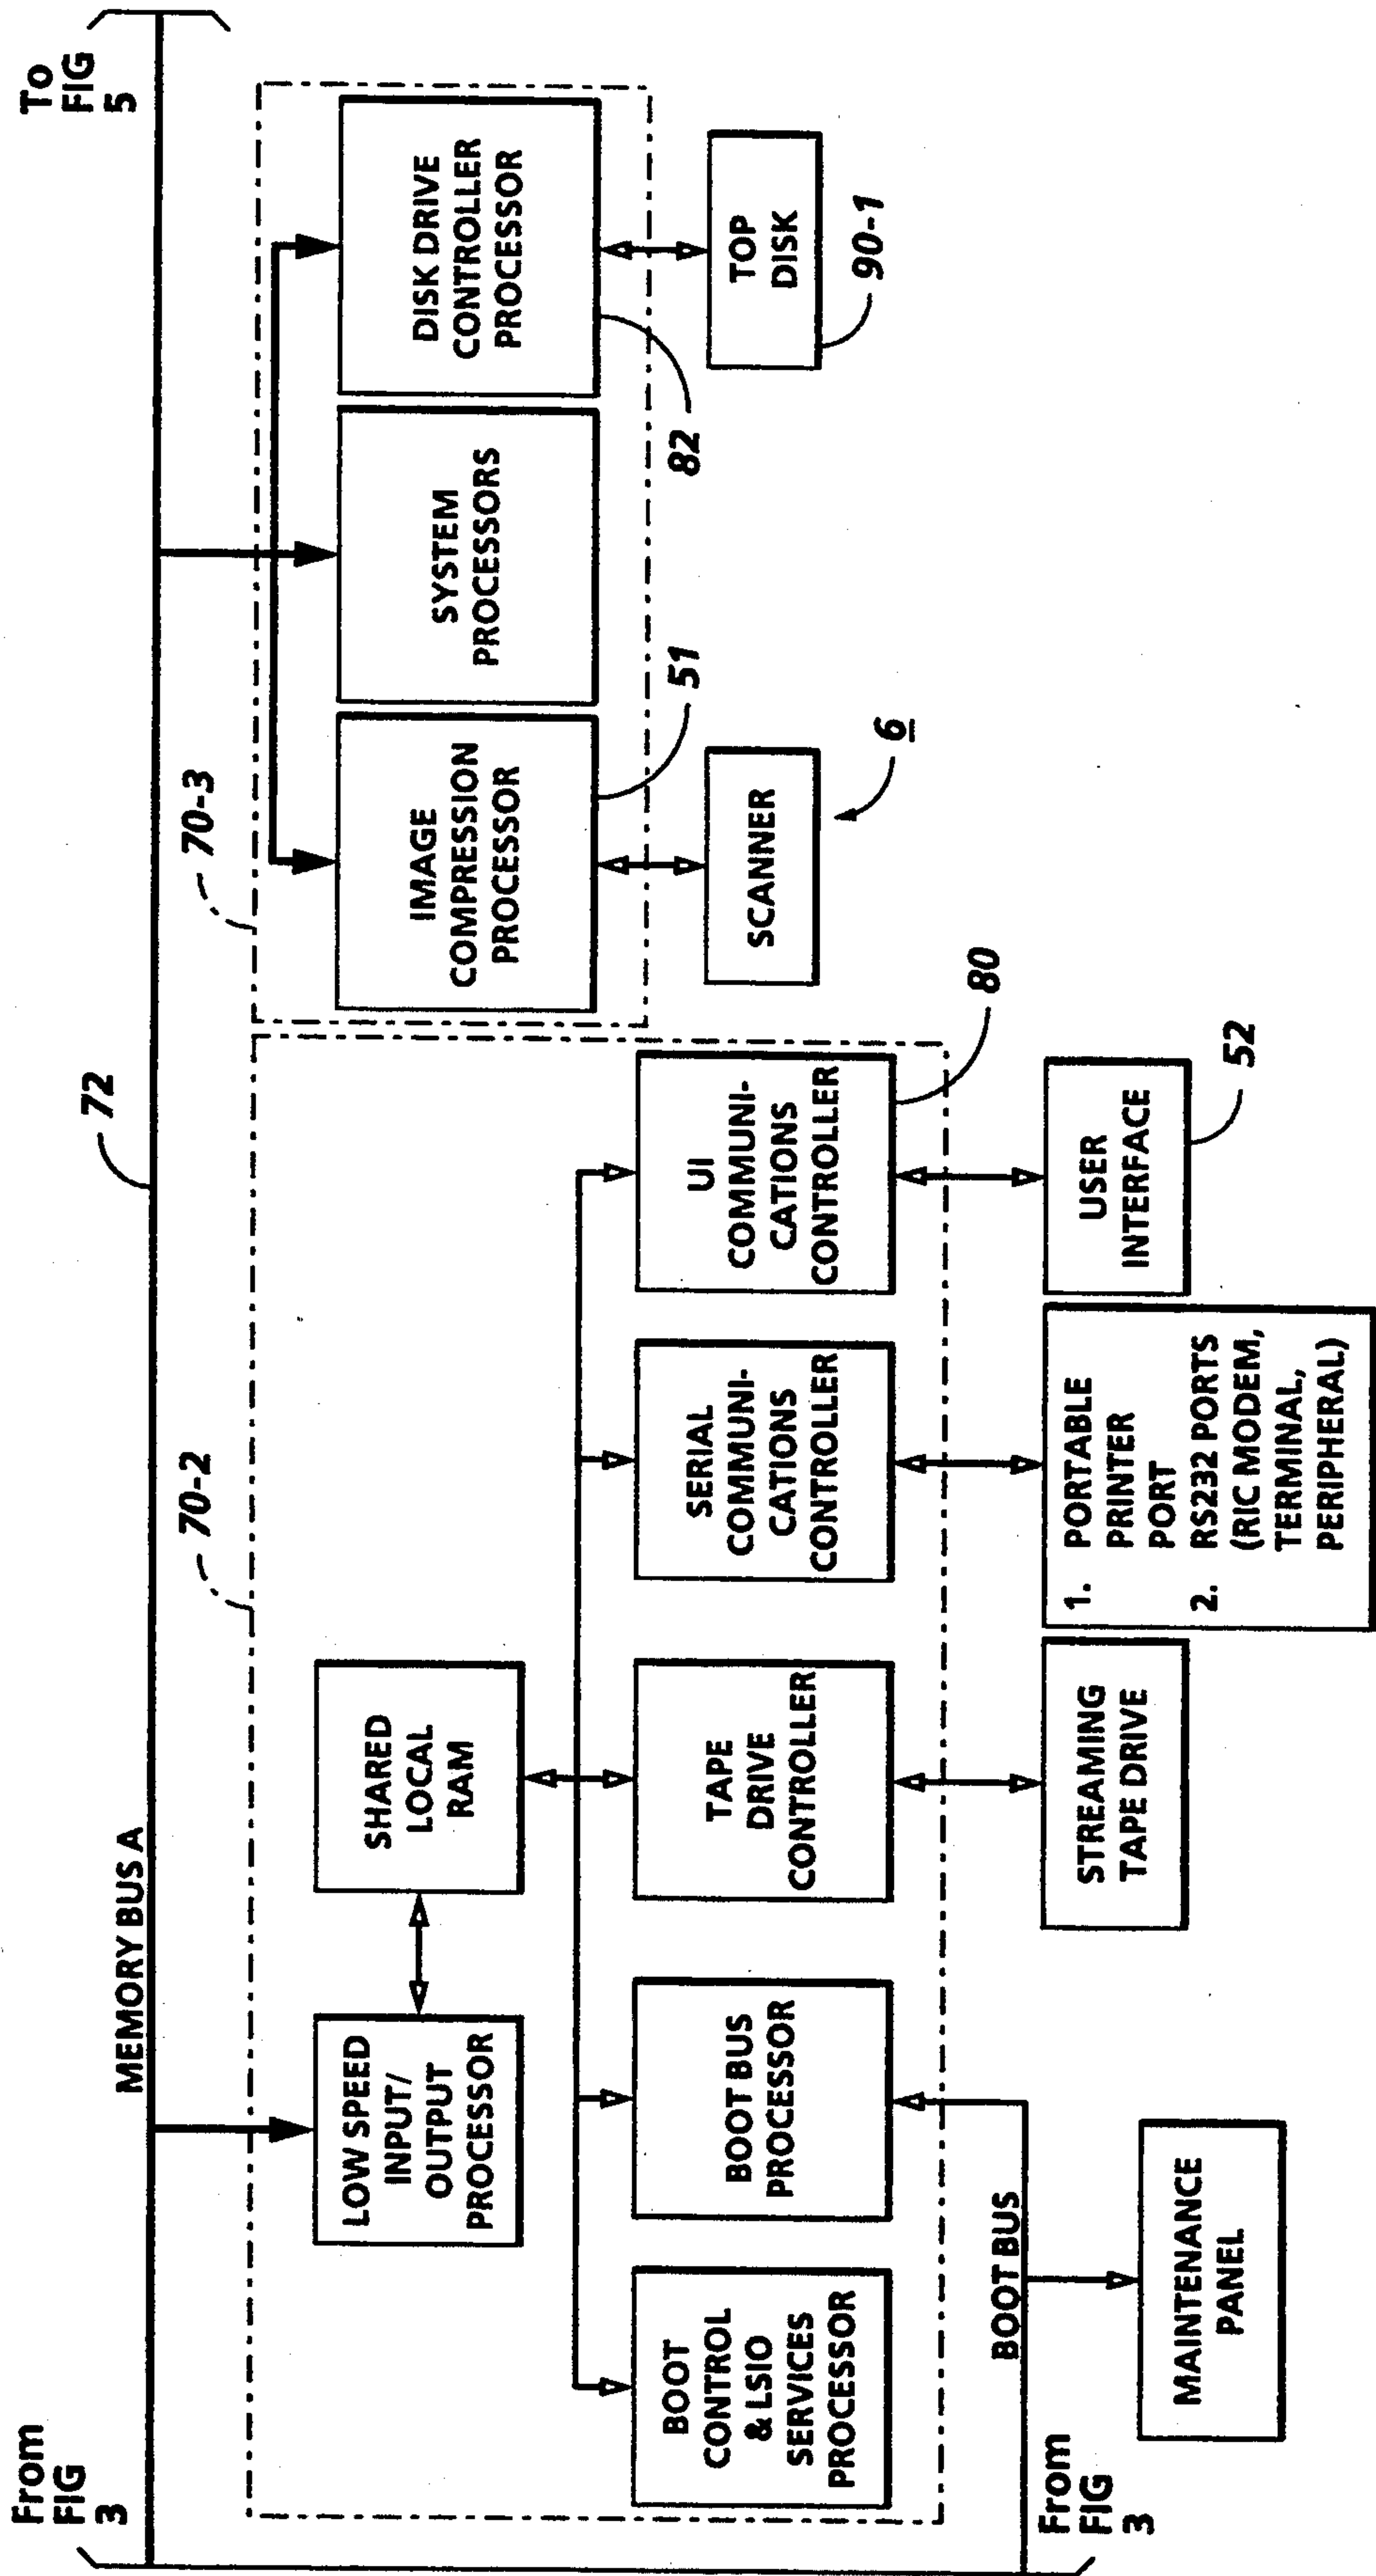 From
FIG
3
To
FIG
5
MEMORY BUS A
72
70-2
70-3
LOW SPEED
INPUT/
OUTPUT
PROCESSOR
SHARED
LOCAL
RAM
BOOT
CONTROL
& LSIO
SERVICES
PROCESSOR
BOOT BUS
PROCESSOR
TAPE
DRIVE
CONTROLLER
SERIAL
COMMUNI-
CATIONS
CONTROLLER
UI
COMMUNI-
CATIONS
CONTROLLER
80
IMAGE
COMPRESSION
PROCESSOR
51
SYSTEM
PROCESSORS
DISK DRIVE
CONTROLLER
PROCESSOR
82
SCANNER
6
TOP
DISK
90-1
BOOT BUS
From
FIG
3
MAINTENANCE
PANEL
STREAMING
TAPE DRIVE
1. PORTABLE
PRINTER
PORT
2. RS232 PORTS
(RIC MODEM,
TERMINAL,
PERIPHERAL)
USER
INTERFACE
52